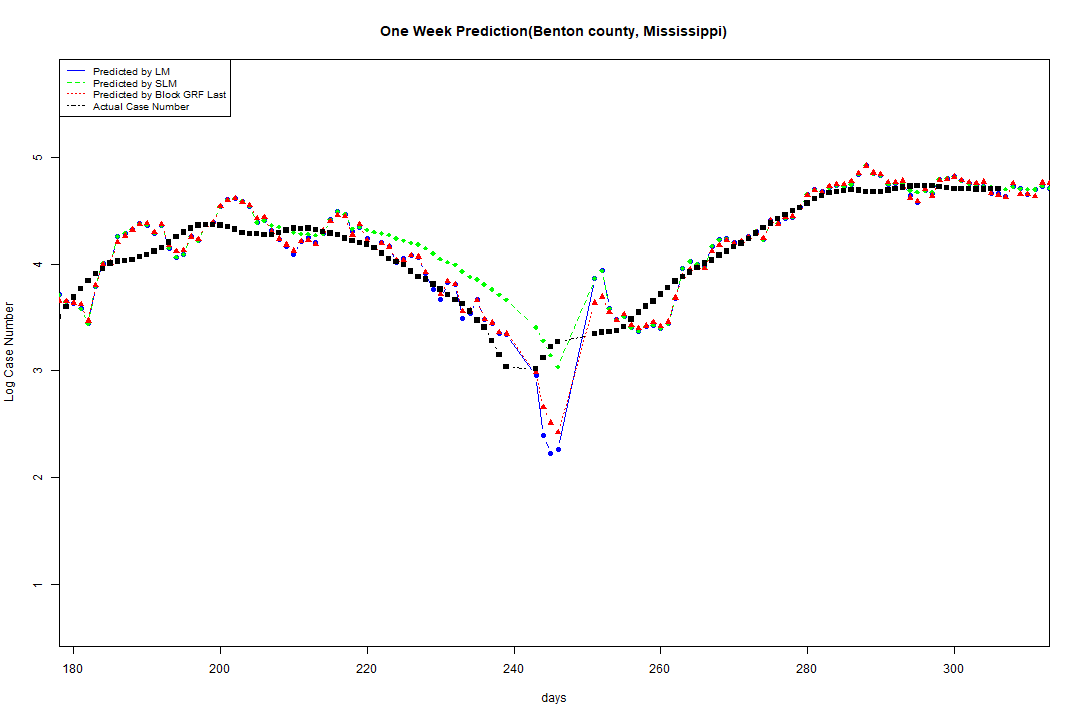 One Week Prediction(Benton county, Mississippi)
Predicted by LM
Predicted by SLM
Predicted by Block GRF Last
Actual Case Number
5
4
3
2
1
Log Case Number
180 200 220 240 260 280 300
days